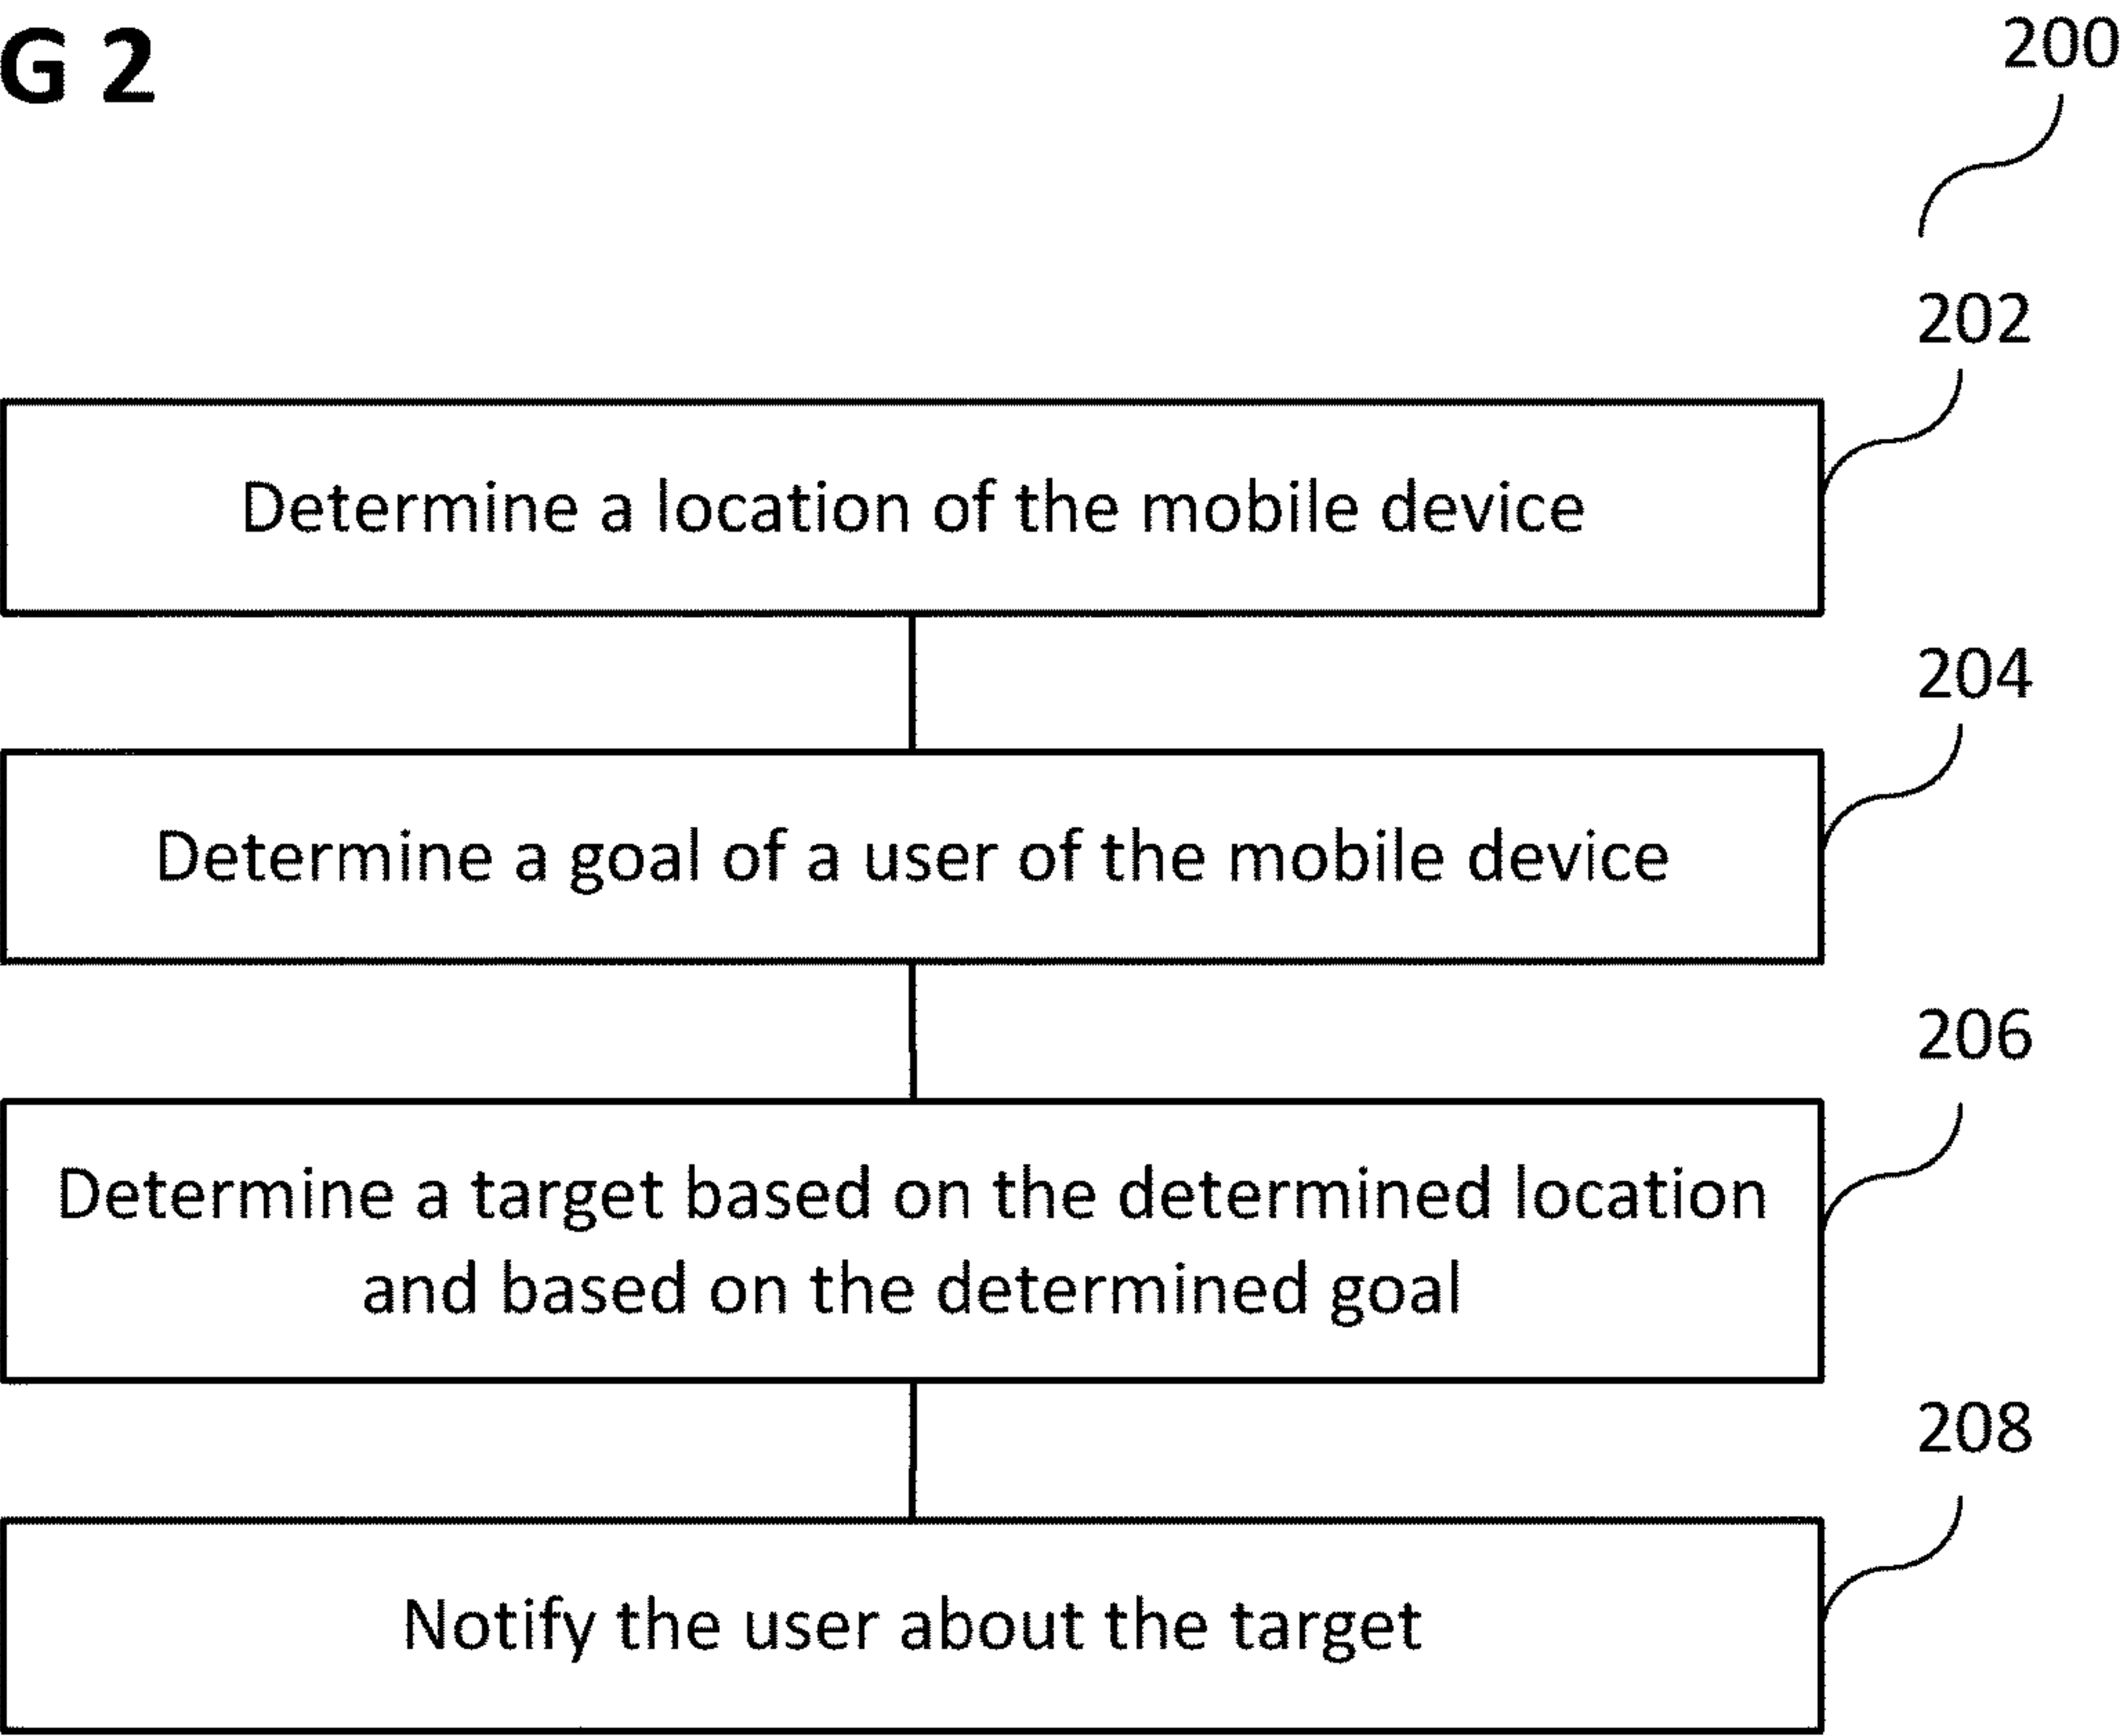 G 2
200
202
Determine a location of the mobile device
204
Determine a goal of a user of the mobile device
206
Determine a target based on the determined location
and based on the determined goal
208
Notify the user about the target